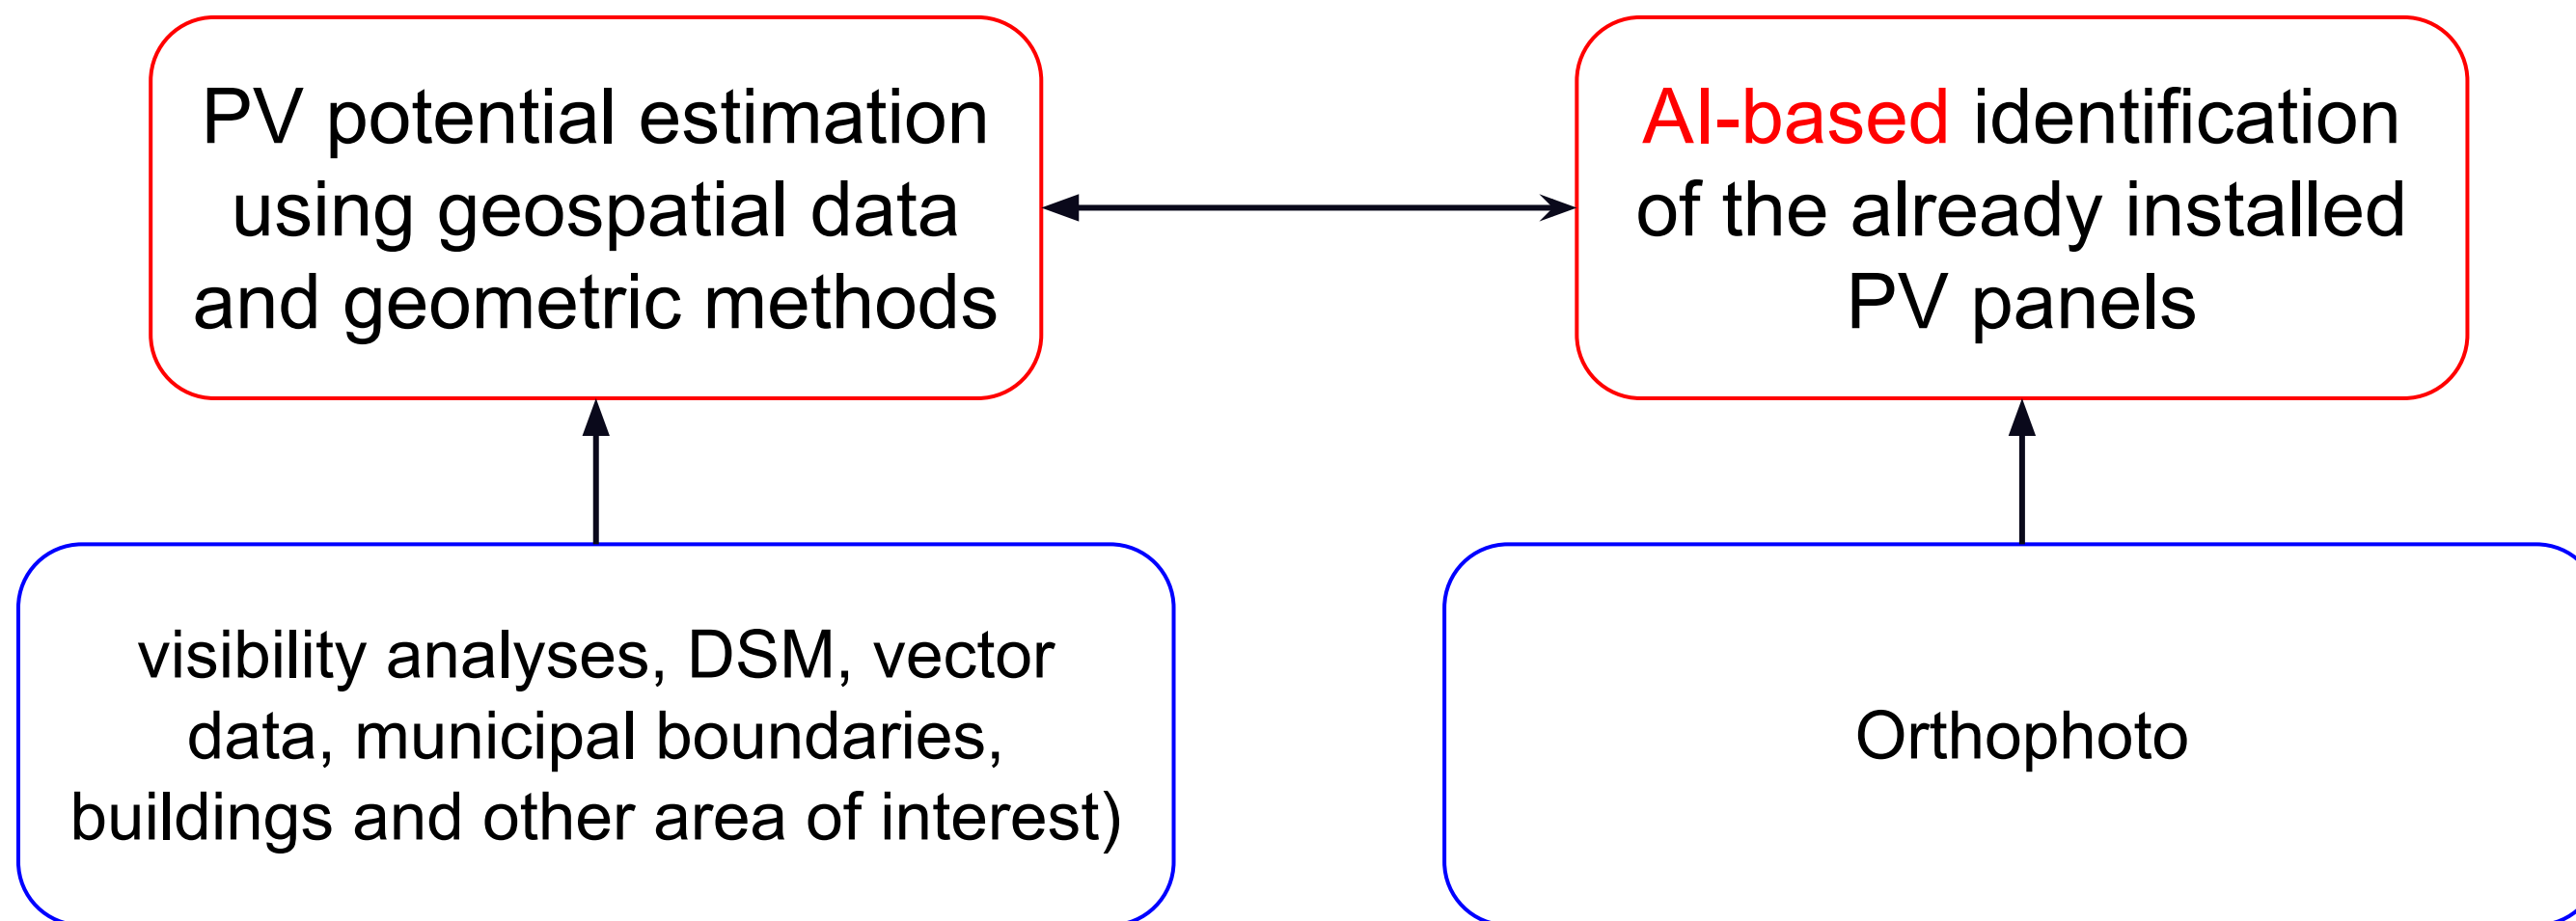 PV potential estimation
using geospatial data
and geometric methods
AI-based identification
of the already installed
PV panels
visibility analyses, DSM, vector
data, municipal boundaries,
buildings and other area of interest)
Orthophoto